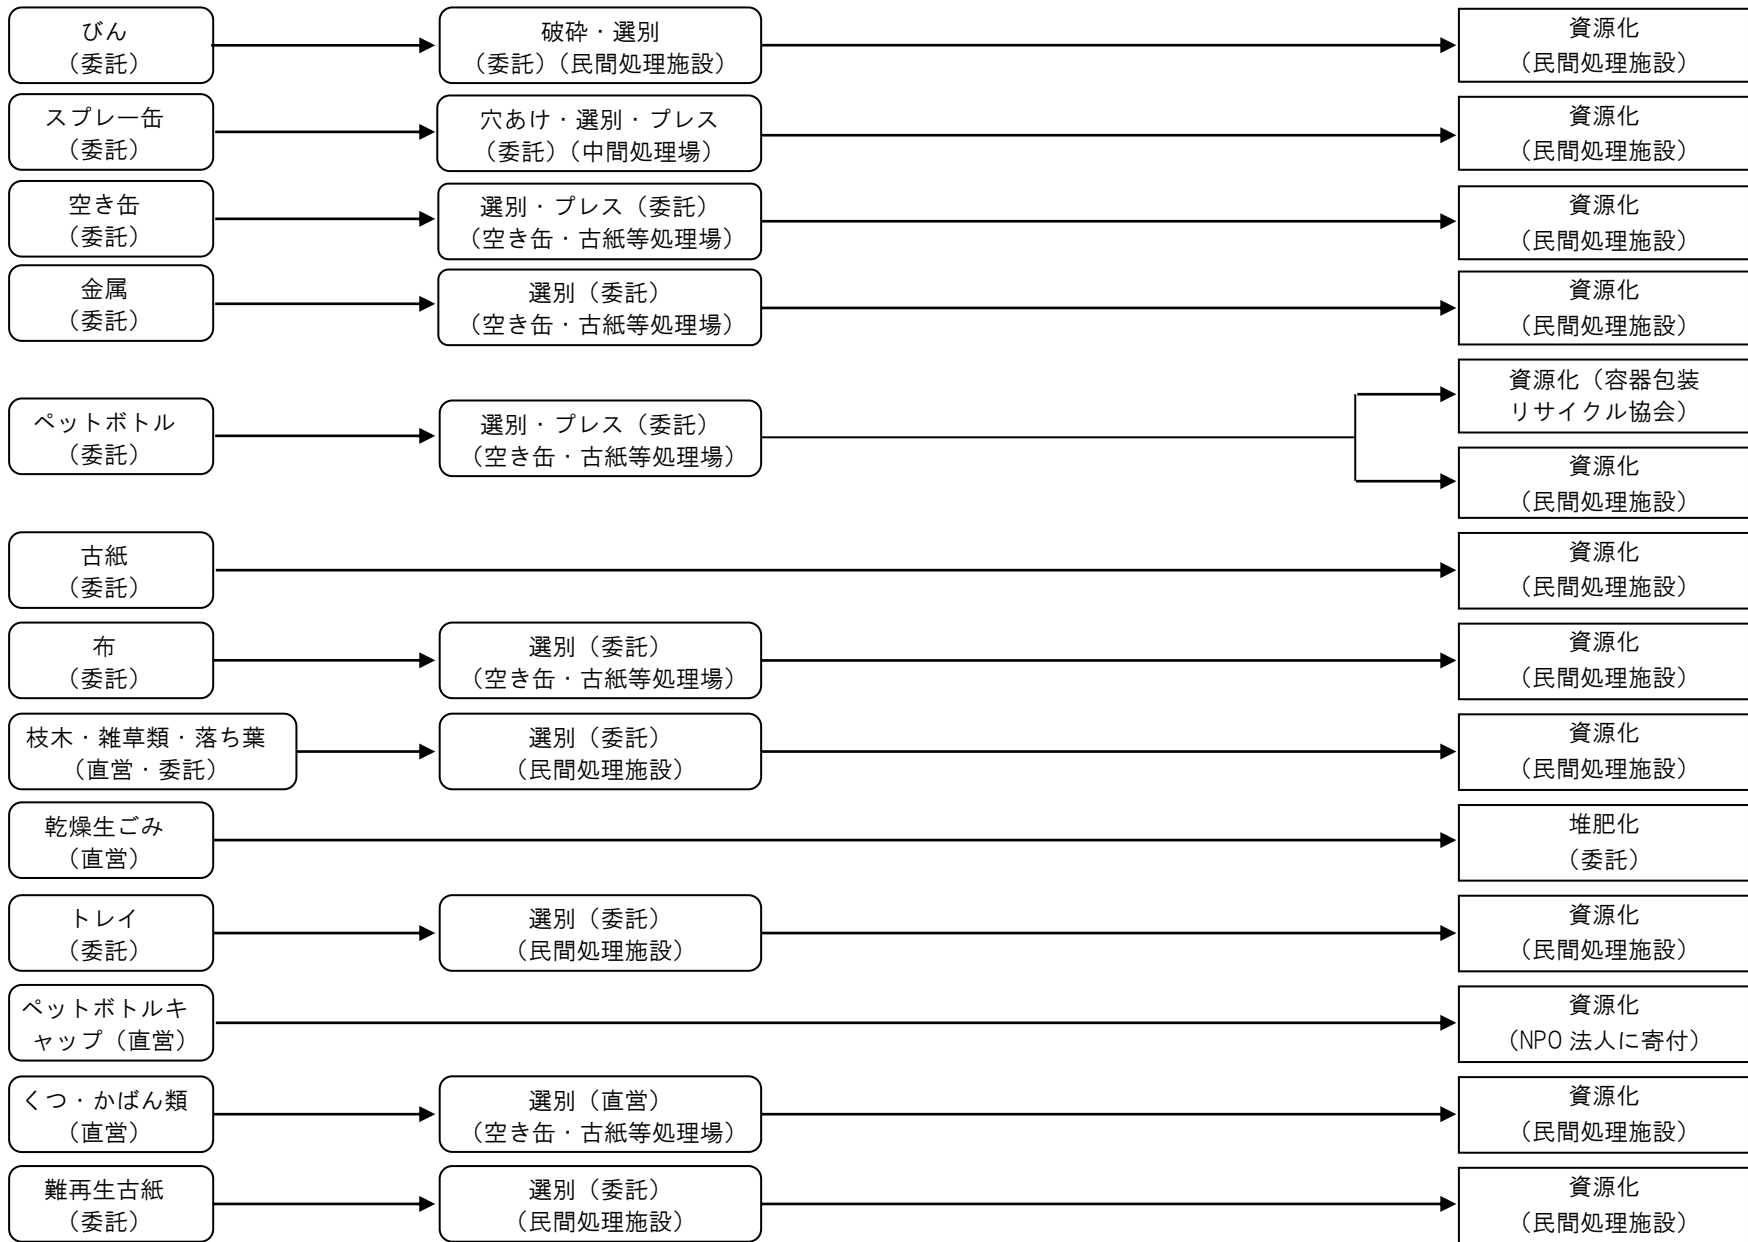 びん
（委託）
破砕・選別
（委託）（民間処理施設）
資源化
（民間処理施設）
スプレー缶
（委託）
穴あけ・選別・プレス
（委託）（中間処理場）
資源化
（民間処理施設）
空き缶
（委託）
選別・プレス（委託）
（空き缶・古紙等処理場）
資源化
（民間処理施設）
金属
（委託）
選別（委託）
（空き缶・古紙等処理場）
資源化
（民間処理施設）
ペットボトル
（委託）
選別・プレス（委託）
（空き缶・古紙等処理場）
資源化（容器包装
リサイクル協会）
資源化
（民間処理施設）
古紙
（委託）
資源化
（民間処理施設）
布
（委託）
選別（委託）
（空き缶・古紙等処理場）
資源化
（民間処理施設）
枝木・雑草類・落ち葉
（直営・委託）
選別（委託）
（民間処理施設）
資源化
（民間処理施設）
乾燥生ごみ
（直営）
堆肥化
（委託）
トレイ
（委託）
選別（委託）
（民間処理施設）
資源化
（民間処理施設）
ペットボトルキ
ャップ（直営）
資源化
（NPO 法人に寄付）
くつ・かばん類
（直営）
選別（直営）
（空き缶・古紙等処理場）
資源化
（民間処理施設）
難再生古紙
（委託）
選別（委託）
（民間処理施設）
資源化
（民間処理施設）